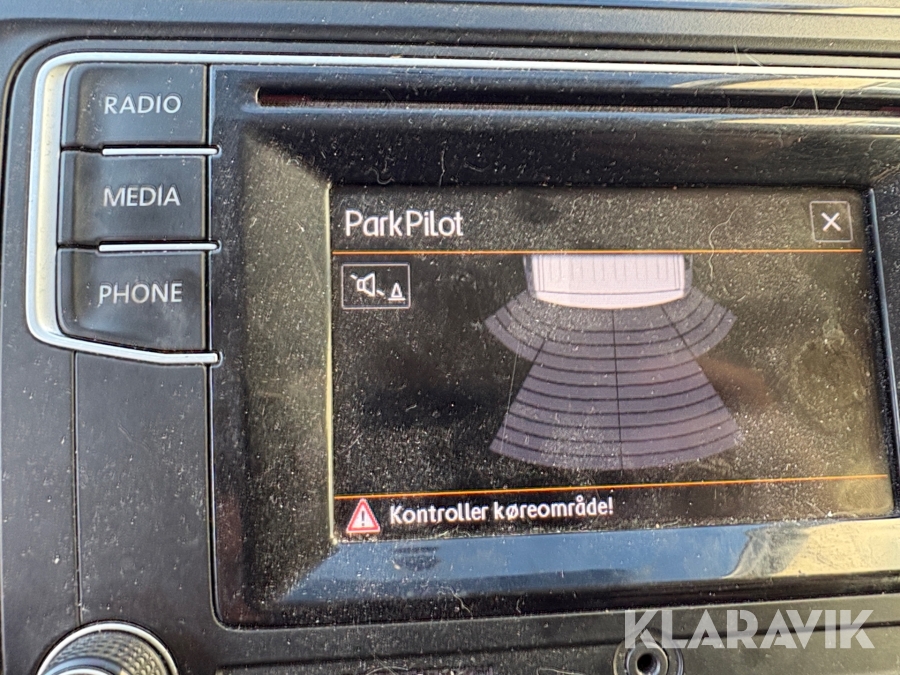 RADIO
MEDIA
PHONE
ParkPilot
Kontroller køreområde!
KLARAVIK